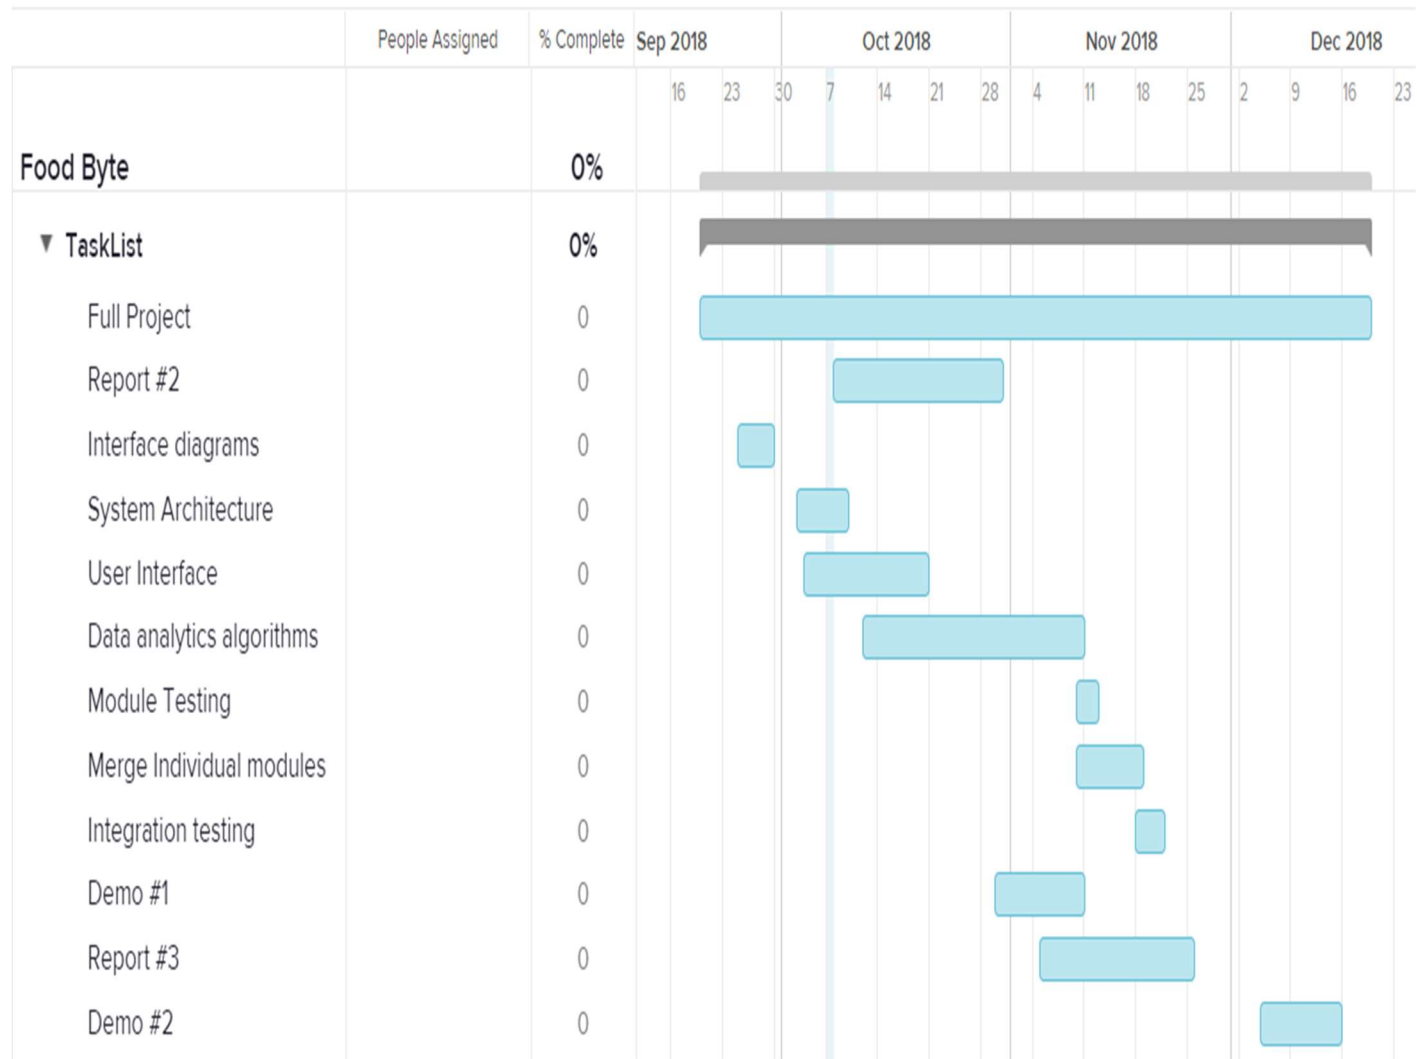 People Assigned % Complete Sep 2018 Oct 2018 Nov 2018 Dec 2018
16 23 30 7 14 21 28 4 11 18 25 2 9 16 23
Food Byte 0%
▼ TaskList 0%
Full Project 0
Report #2 0
Interface diagrams 0
System Architecture 0
User Interface 0
Data analytics algorithms 0
Module Testing 0
Merge Individual modules 0
Integration testing 0
Demo #1 0
Report #3 0
Demo #2 0